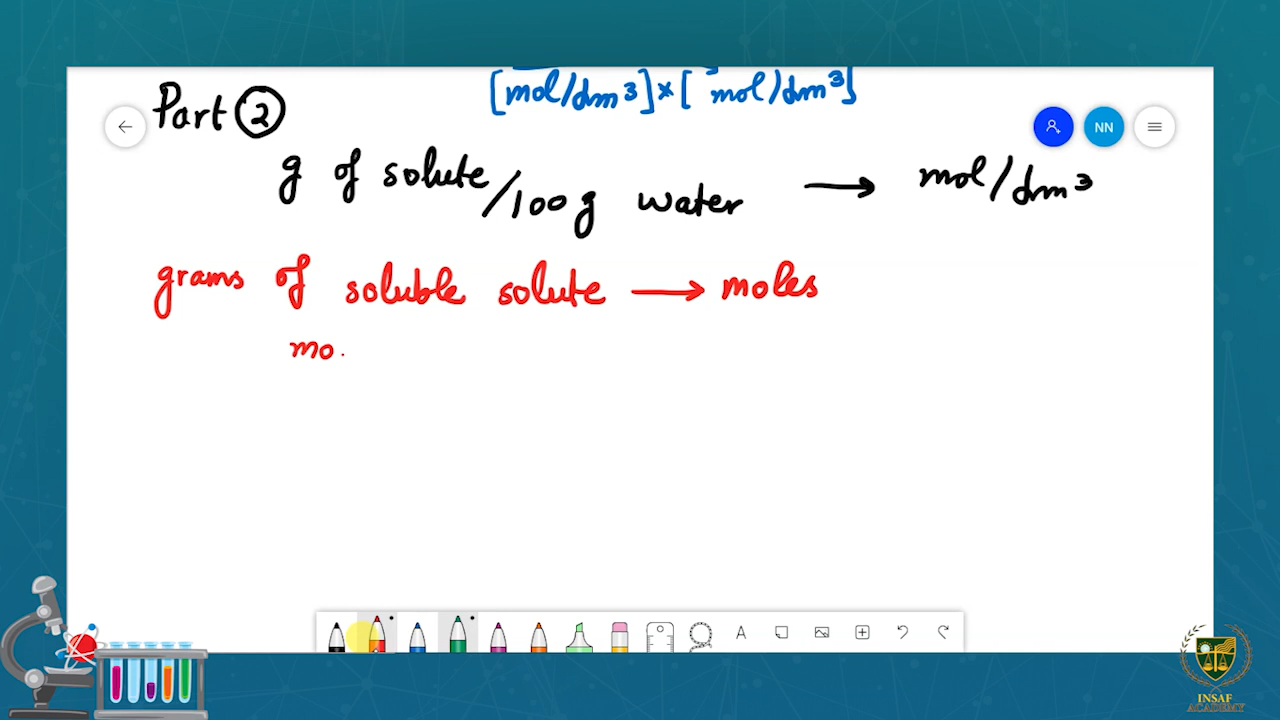 [mol/dm³]×[ mol/dm³]
Part ②
g of solute/100g water → mol/dm³
grams of soluble solute → moles
mo.
NN
A
INSAF
ACADEMY